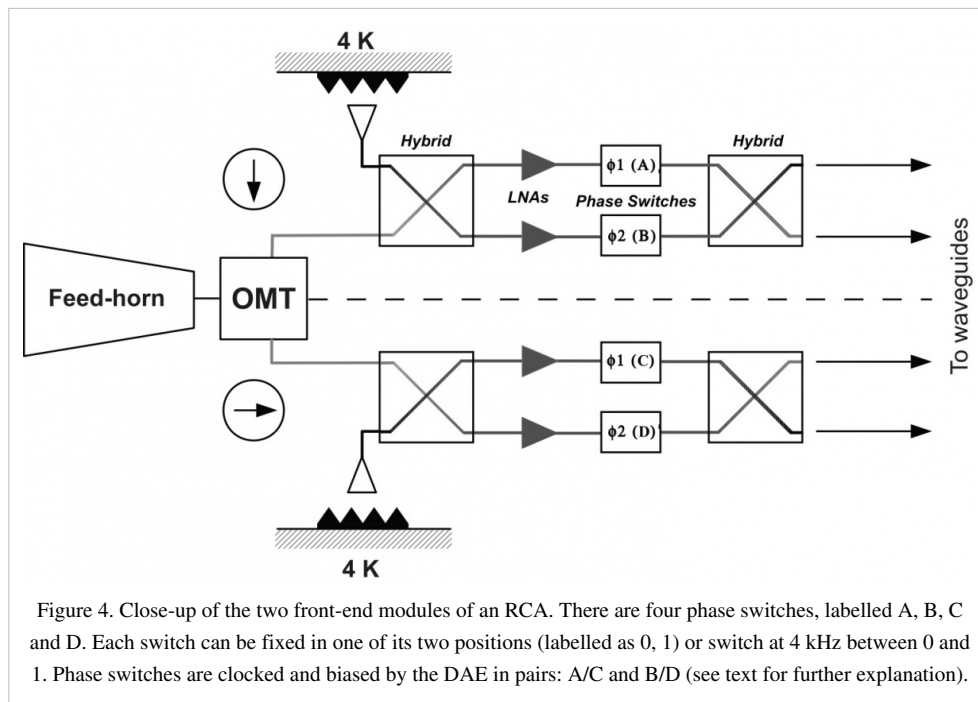 4 K
Hybrid
Hybrid
ϕ1 (A)
LNAs
Phase Switches
ϕ2 (B)
Feed-horn
OMT
To waveguides
ϕ1 (C)
ϕ2 (D)
4 K
Figure 4. Close-up of the two front-end modules of an RCA. There are four phase switches, labelled A, B, C
and D. Each switch can be fixed in one of its two positions (labelled as 0, 1) or switch at 4 kHz between 0 and
1. Phase switches are clocked and biased by the DAE in pairs: A/C and B/D (see text for further explanation).